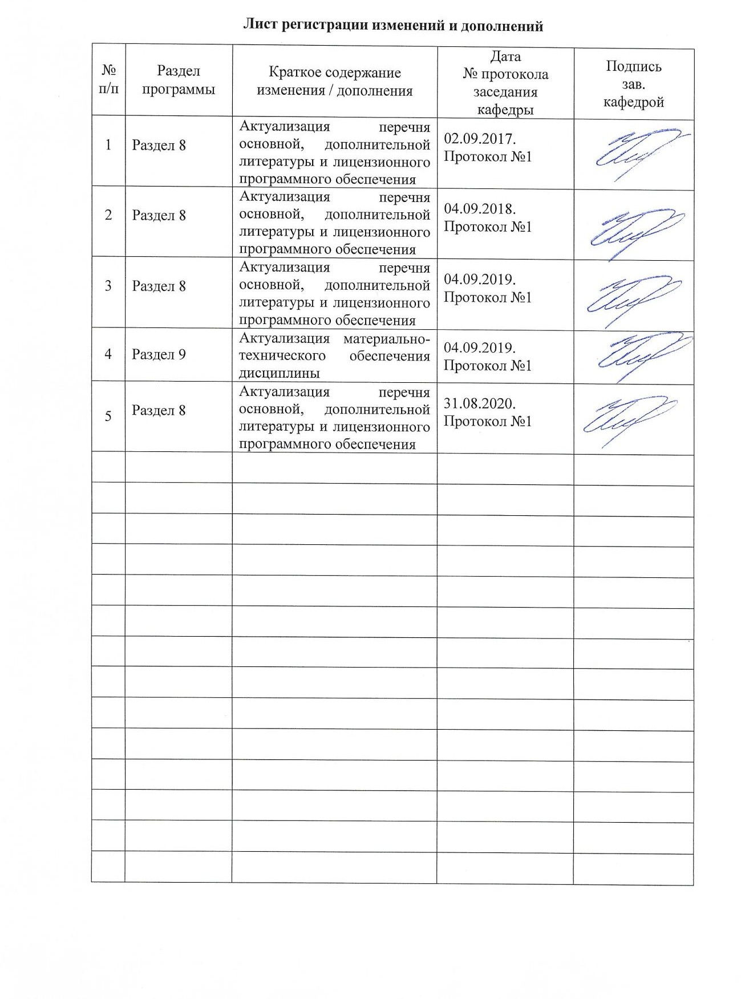 Лист регистрации изменений и дополнений
№
п/п
Раздел
программы
Краткое содержание
изменения / дополнения
Дата
№ протокола
заседания
кафедры
Подпись
зав.
кафедрой
1
Раздел 8
Актуализация перечня
основной, дополнительной
литературы и лицензионного
программного обеспечения
02.09.2017.
Протокол №1
2
Раздел 8
Актуализация перечня
основной, дополнительной
литературы и лицензионного
программного обеспечения
04.09.2018.
Протокол №1
3
Раздел 8
Актуализация перечня
основной, дополнительной
литературы и лицензионного
программного обеспечения
04.09.2019.
Протокол №1
4
Раздел 9
Актуализация материально-
технического обеспечения
дисциплины
04.09.2019.
Протокол №1
5
Раздел 8
Актуализация перечня
основной, дополнительной
литературы и лицензионного
программного обеспечения
31.08.2020.
Протокол №1